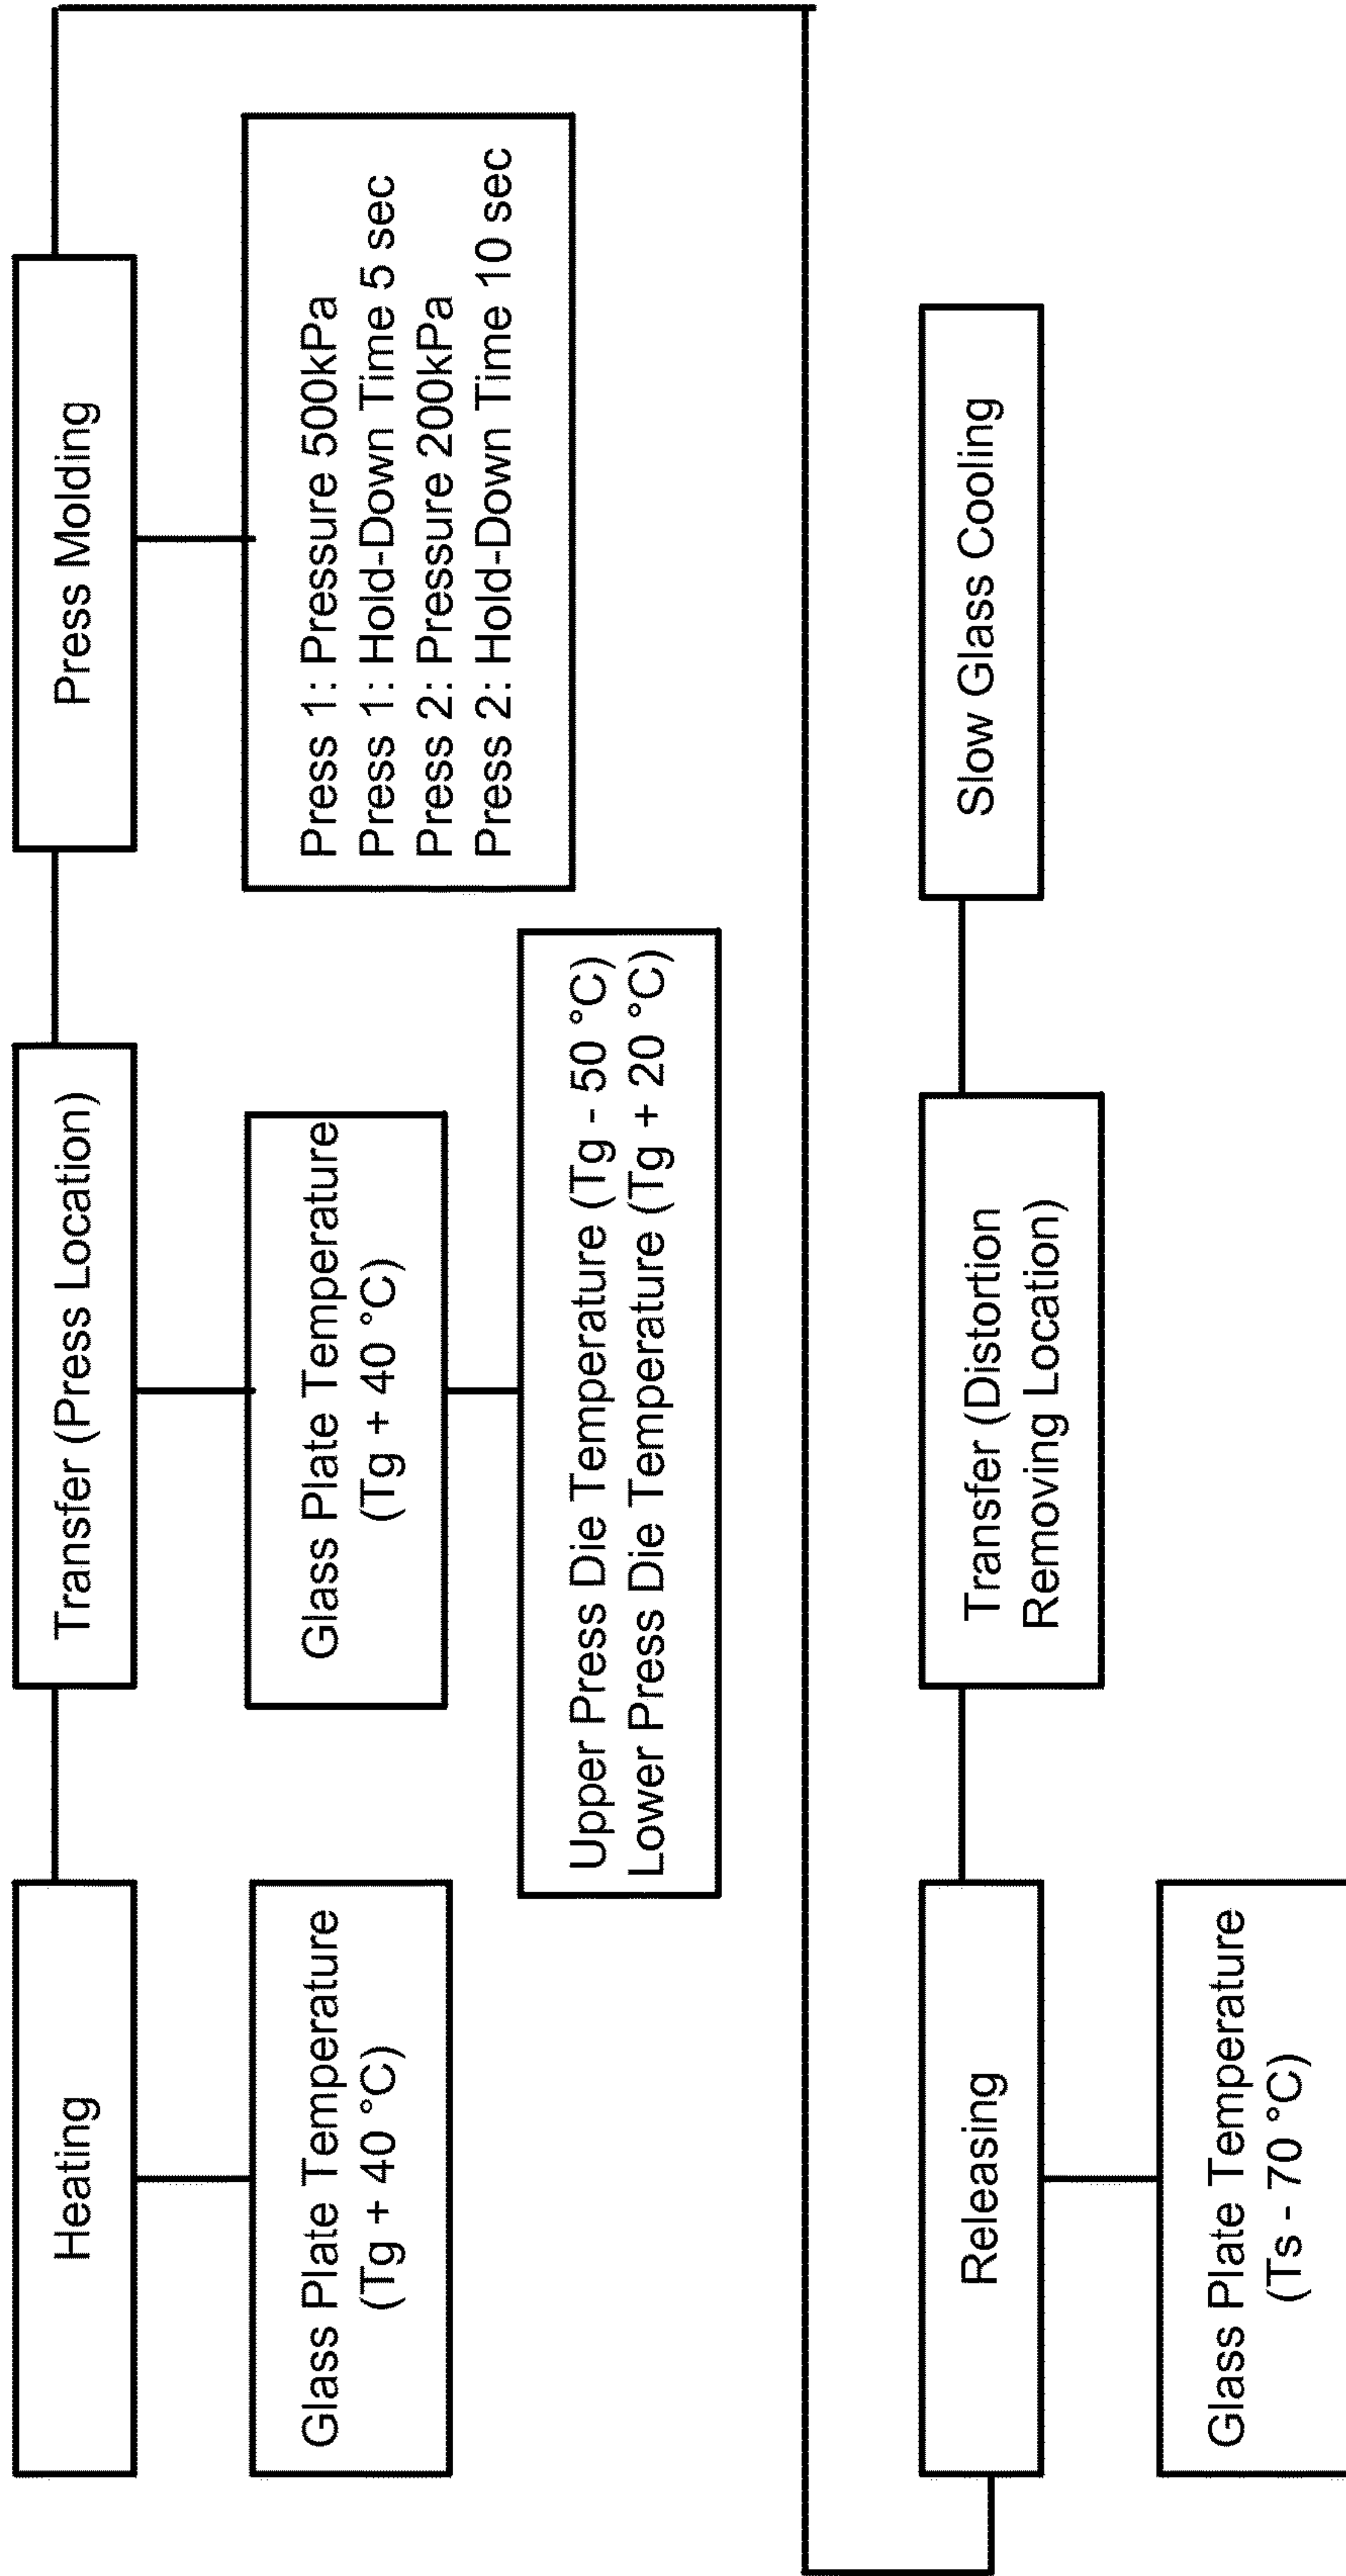 Heating
Glass Plate Temperature
(Tg + 40 °C)
Transfer (Press Location)
Glass Plate Temperature
(Tg + 40 °C)
Upper Press Die Temperature (Tg - 50 °C)
Lower Press Die Temperature (Tg + 20 °C)
Press Molding
Press 1: Pressure 500kPa
Press 1: Hold-Down Time 5 sec
Press 2: Pressure 200kPa
Press 2: Hold-Down Time 10 sec
Releasing
Glass Plate Temperature
(Ts - 70 °C)
Transfer (Distortion
Removing Location)
Slow Glass Cooling